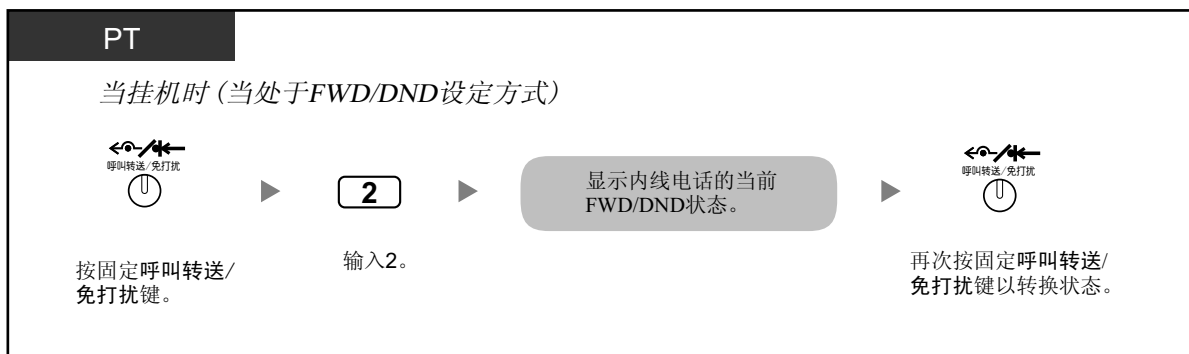 PT
当挂机时 (当处于FWD/DND设定方式)
呼叫转送/免打扰
按固定呼叫转送/
免打扰键。
2
输入2。
显示内线电话的当前
FWD/DND状态。
呼叫转送/免打扰
再次按固定呼叫转送/
免打扰键以转换状态。